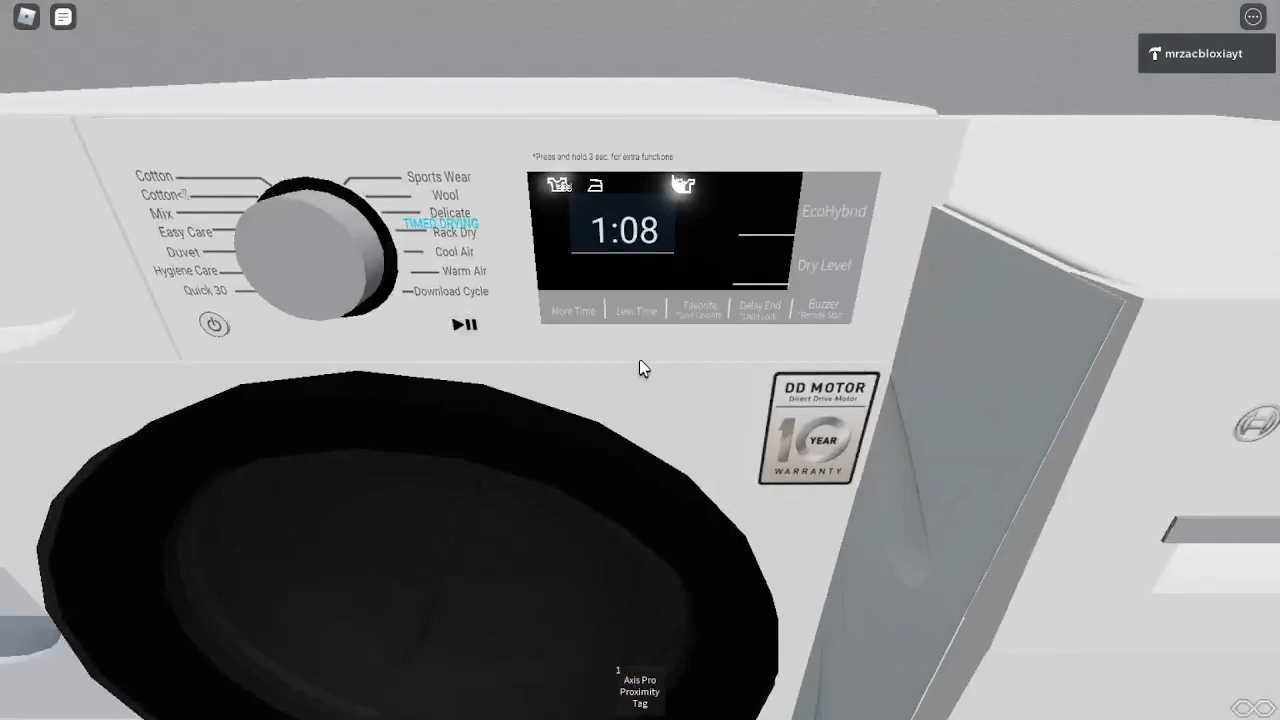 mrzacbloxiayt
*Press and hold 3 sec. for extra functions
Cotton
Cotton
Mix
Easy Care
Duvet
Hygiene Care
Quick 30
Sports Wear
Wool
Delicate
TIMED DRYING
Rack Dry
Cool Air
Warm Air
Download Cycle
1:08
EcoHybrid
Dry Level
More Time
Less Time
Favorite
Delay End
Buzzer
*Remote Start
DD MOTOR
Direct Drive Motor
10 YEAR
WARRANTY
1
Axis Pro
Proximity
Tag